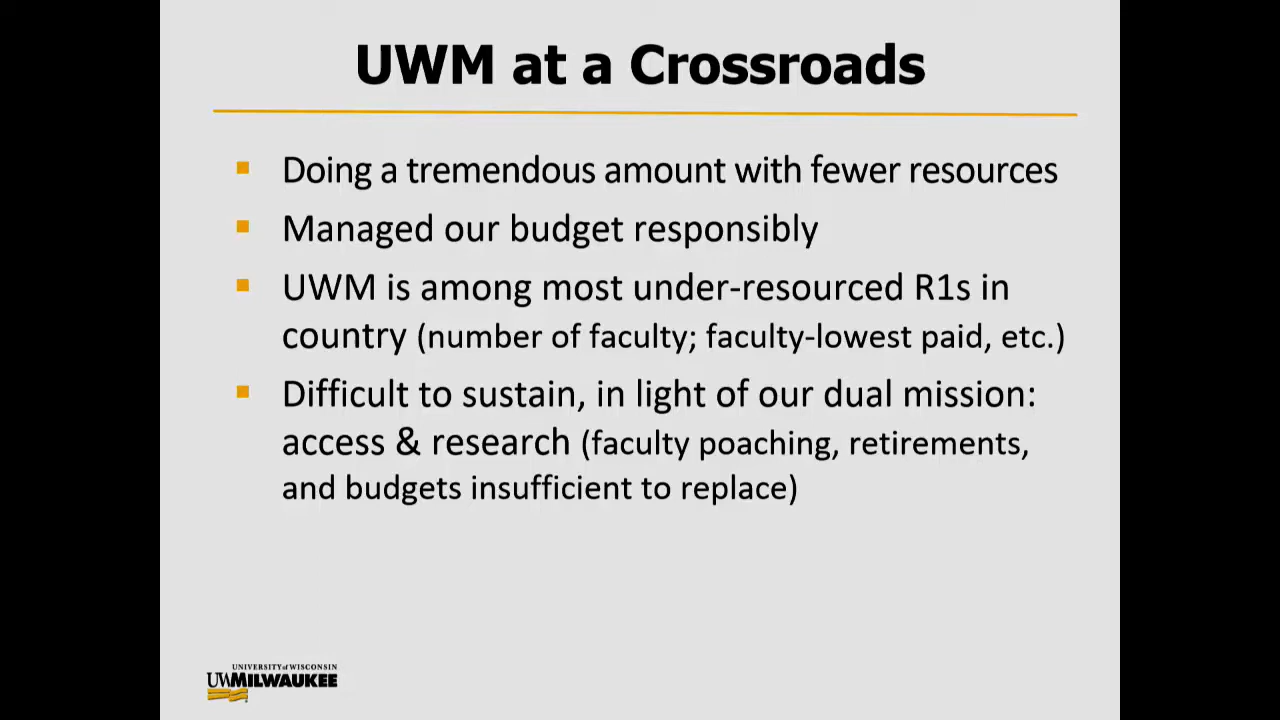 UWM at a Crossroads
Doing a tremendous amount with fewer resources
Managed our budget responsibly
UWM is among most under-resourced R1s in
country (number of faculty; faculty-lowest paid, etc.)
Difficult to sustain, in light of our dual mission:
access & research (faculty poaching, retirements,
and budgets insufficient to replace)
UNIVERSITY of WISCONSIN
UWMILWAUKEE